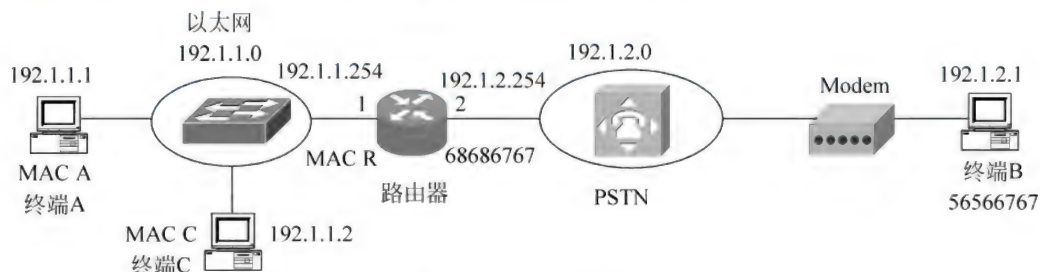 以太网
192.1.1.0
192.1.1.1
192.1.1.254
192.1.2.254
192.1.2.0
Modem
192.1.2.1
1
2
MAC A
终端A
MAC R
68686767
路由器
PSTN
终端B
56566767
MAC C
终端C
192.1.1.2